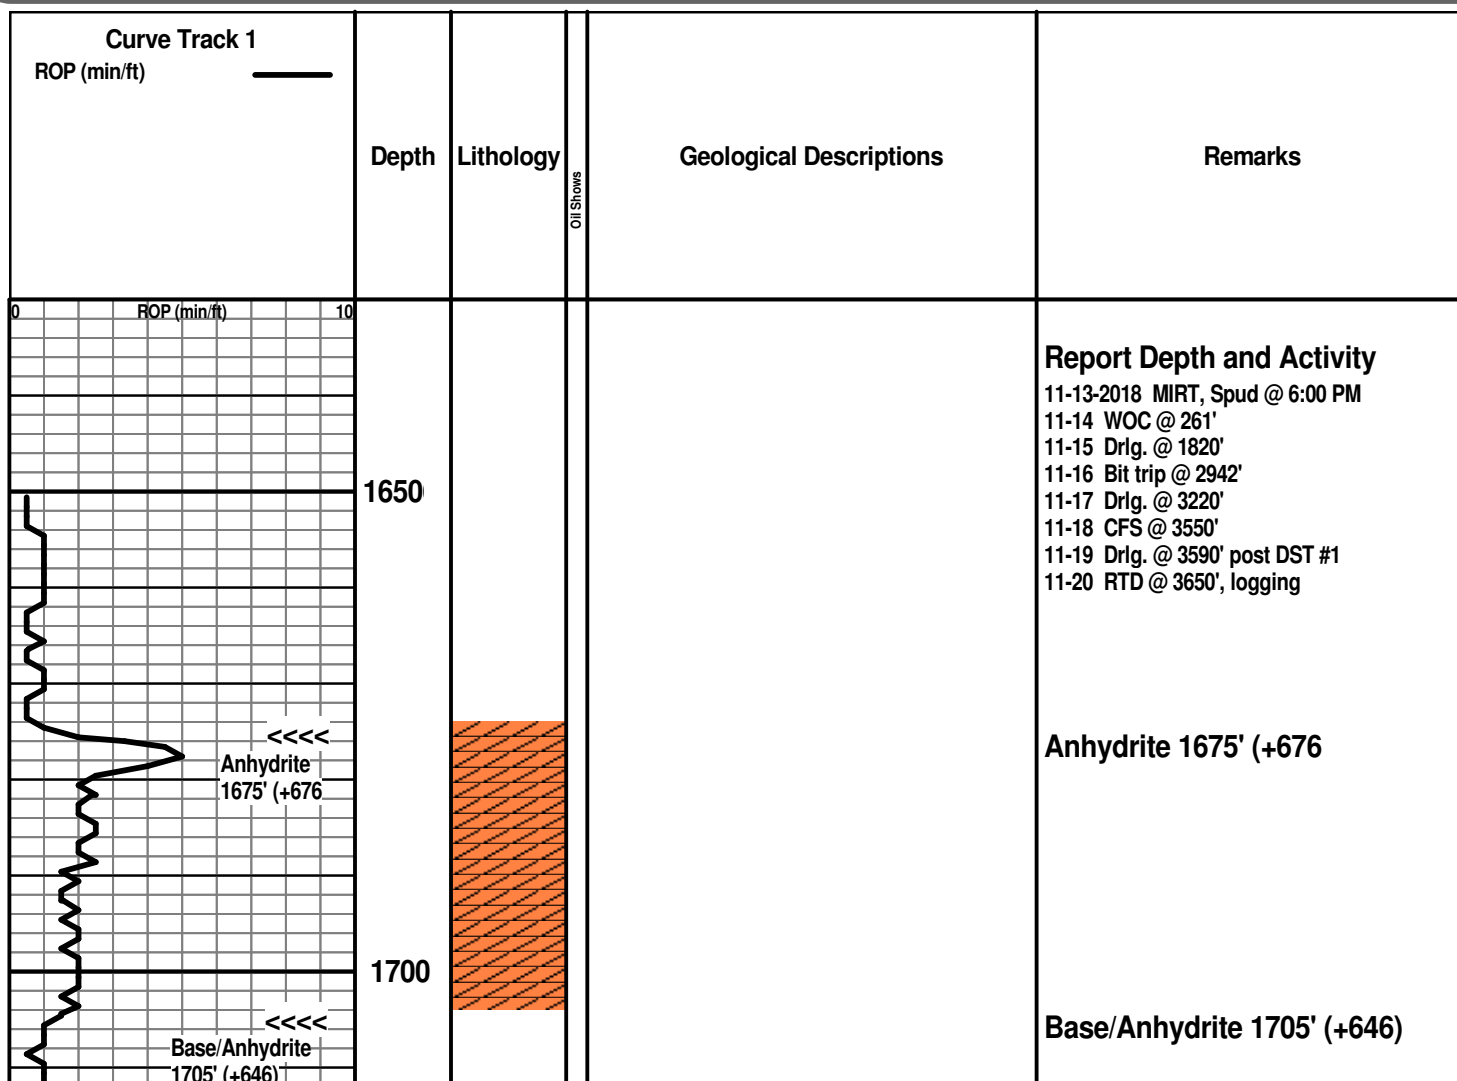 Curve Track 1
ROP (min/ft)
Depth
Lithology
Oil Shows
Geological Descriptions
Remarks
0 ROP (min/ft) 10
Report Depth and Activity
11-13-2018 MIRT, Spud @ 6:00 PM
11-14 WOC @ 261'
11-15 Drlg. @ 1820'
11-16 Bit trip @ 2942'
11-17 Drlg. @ 3220'
11-18 CFS @ 3550'
11-19 Drlg. @ 3590' post DST #1
11-20 RTD @ 3650', logging
1650
<<<<
Anhydrite
1675' (+676
Anhydrite 1675' (+676
1700
<<<<
Base/Anhydrite
1705' (+646)
Base/Anhydrite 1705' (+646)